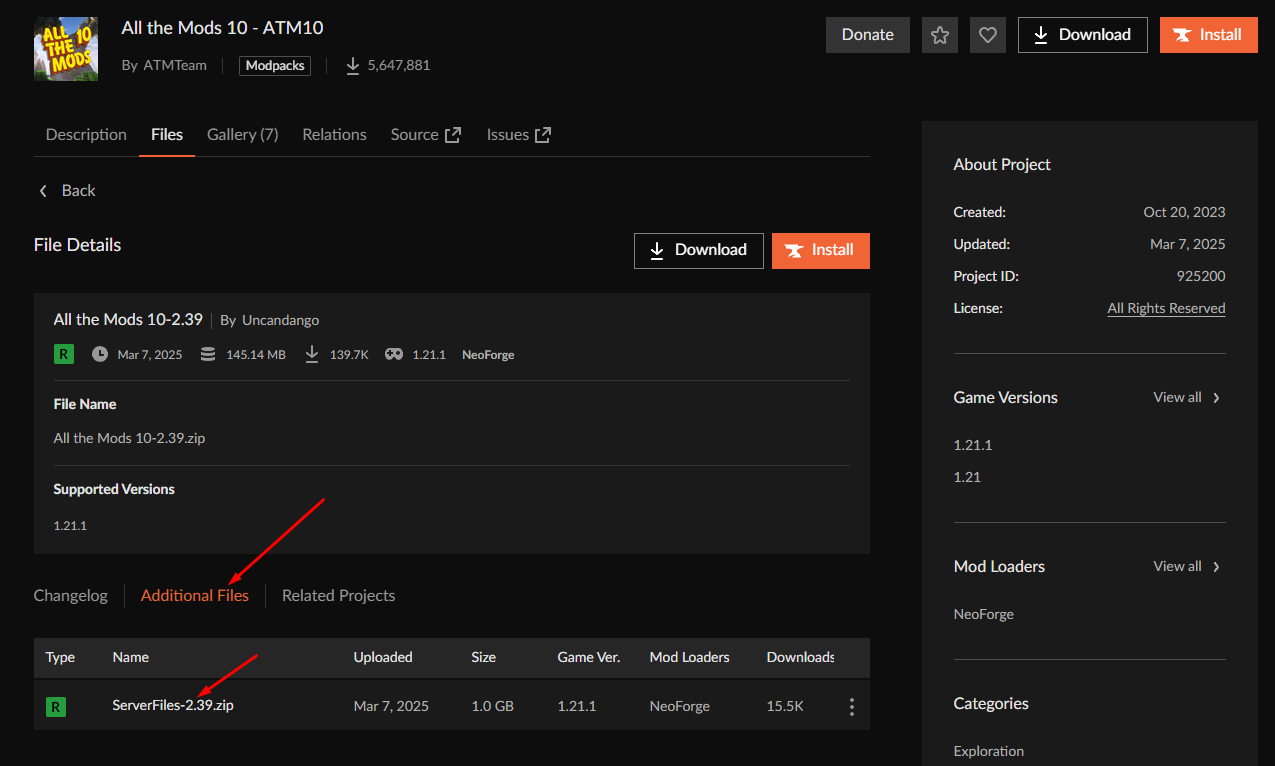 ALL
THE 10
MODS
All the Mods 10 - ATM10
By ATMTeam
Modpacks
5,647,881
Donate
Download
Install
Description
Files
Gallery (7)
Relations
Source
Issues
Back
File Details
Download
Install
All the Mods 10-2.39
By Uncandango
R
Mar 7, 2025
145.14 MB
139.7K
1.21.1
NeoForge
File Name
All the Mods 10-2.39.zip
Supported Versions
1.21.1
Changelog
Additional Files
Related Projects
Type Name Uploaded Size Game Ver. Mod Loaders Downloads
R ServerFiles-2.39.zip Mar 7, 2025 1.0 GB 1.21.1 NeoForge 15.5K
About Project
Created: Oct 20, 2023
Updated: Mar 7, 2025
Project ID: 925200
License: All Rights Reserved
Game Versions View all
1.21.1
1.21
Mod Loaders View all
NeoForge
Categories
Exploration